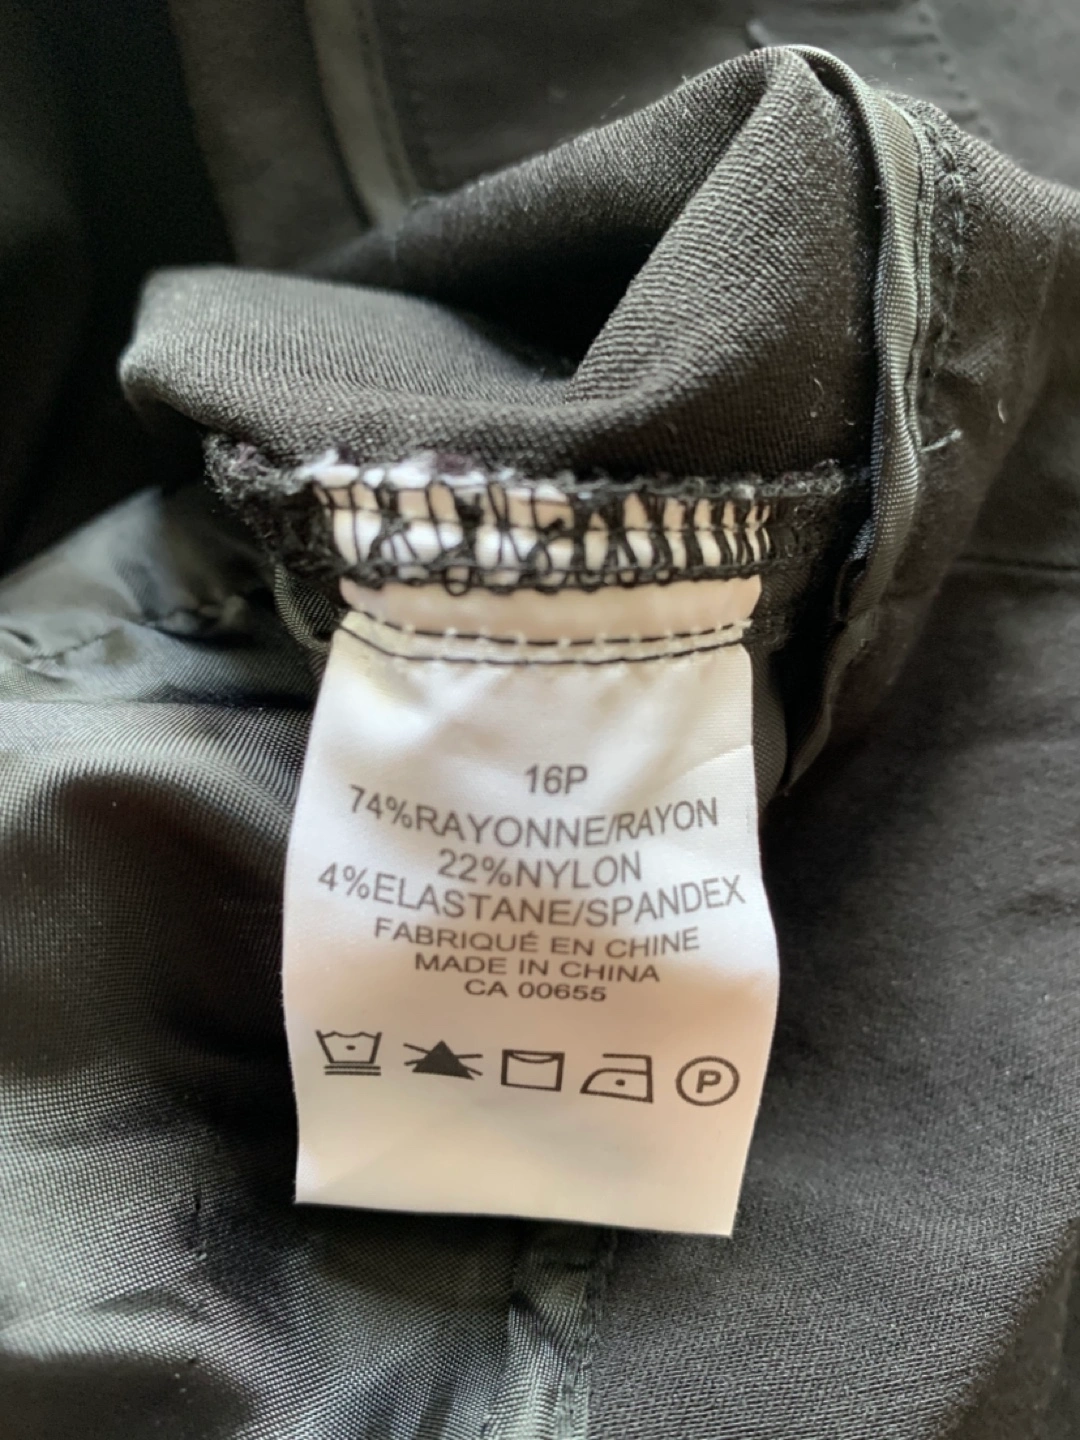 16P
74%RAYONNE/RAYON
22%NYLON
4%ELASTANE/SPANDEX
FABRIQUÉ EN CHINE
MADE IN CHINA
CA 00655
P